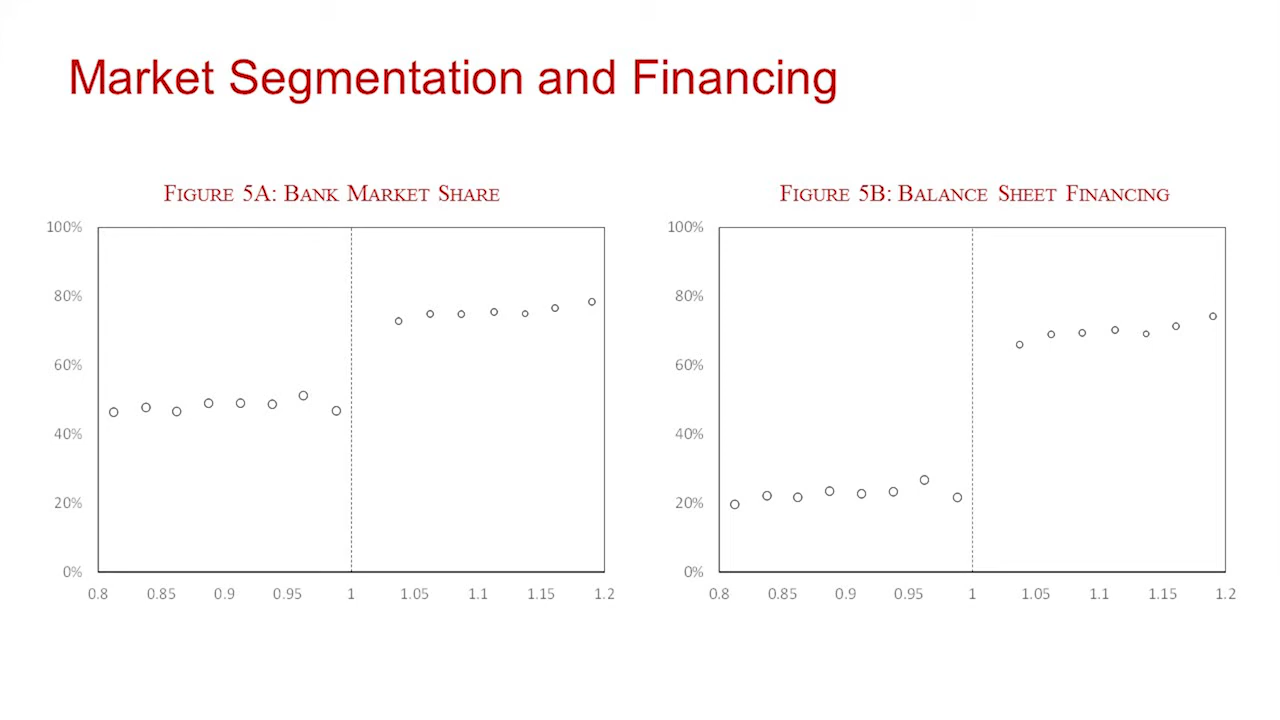 Market Segmentation and Financing
FIGURE 5A: BANK MARKET SHARE
100%
80%
60%
40%
20%
0%
0.8 0.85 0.9 0.95 1 1.05 1.1 1.15 1.2
FIGURE 5B: BALANCE SHEET FINANCING
100%
80%
60%
40%
20%
0%
0.8 0.85 0.9 0.95 1 1.05 1.1 1.15 1.2